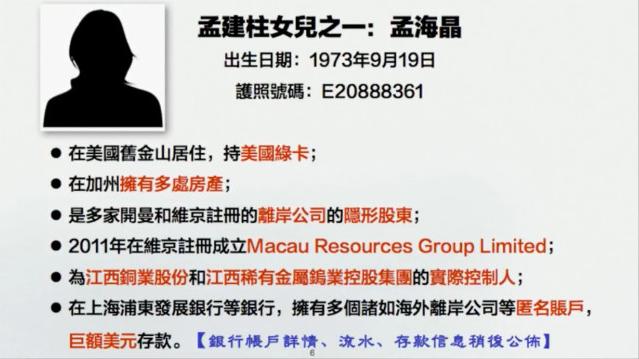 孟建柱女兒之一：孟海晶
出生日期：1973年9月19日
護照號碼：E20888361
● 在美國舊金山居住，持美國綠卡；
● 在加州擁有多處房產；
● 是多家開曼和維京註冊的離岸公司的隱形股東；
● 2011年在維京註冊成立Macau Resources Group Limited；
● 為江西銅業股份和江西稀有金屬鎢業控股集團的實際控制人；
● 在上海浦東發展銀行等銀行，擁有多個諸如海外離岸公司等匿名賬戶，
巨額美元存款。【銀行帳戶詳情、流水、存款信息稍後公佈】
6